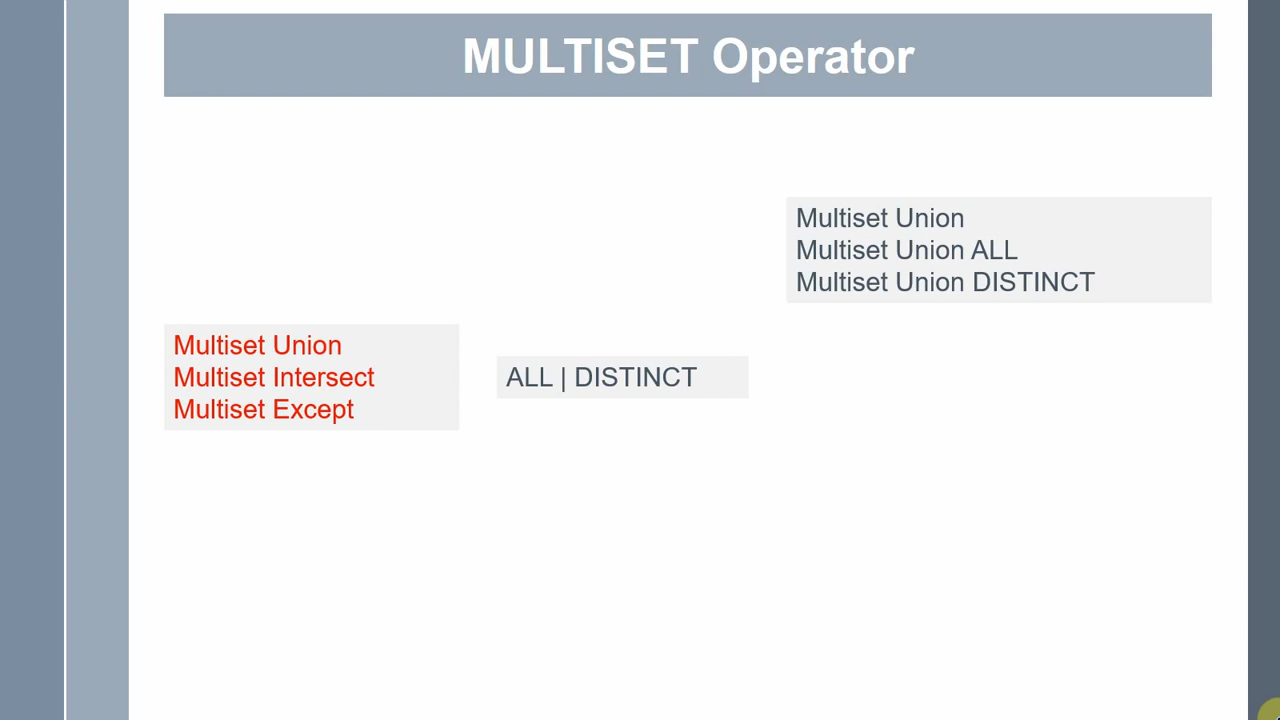 MULTISET Operator
Multiset Union
Multiset Union ALL
Multiset Union DISTINCT
Multiset Union
Multiset Intersect
Multiset Except
ALL | DISTINCT